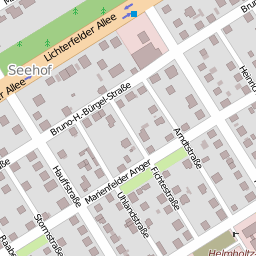 Lichterfelder Allee
Seehof
Allee
Bruno-H.-Bürgel-Straße
Arndtstraße
Hauffstraße
Marienfelder Anger
Fichtestraße
Uhlandstraße
Stormstraße